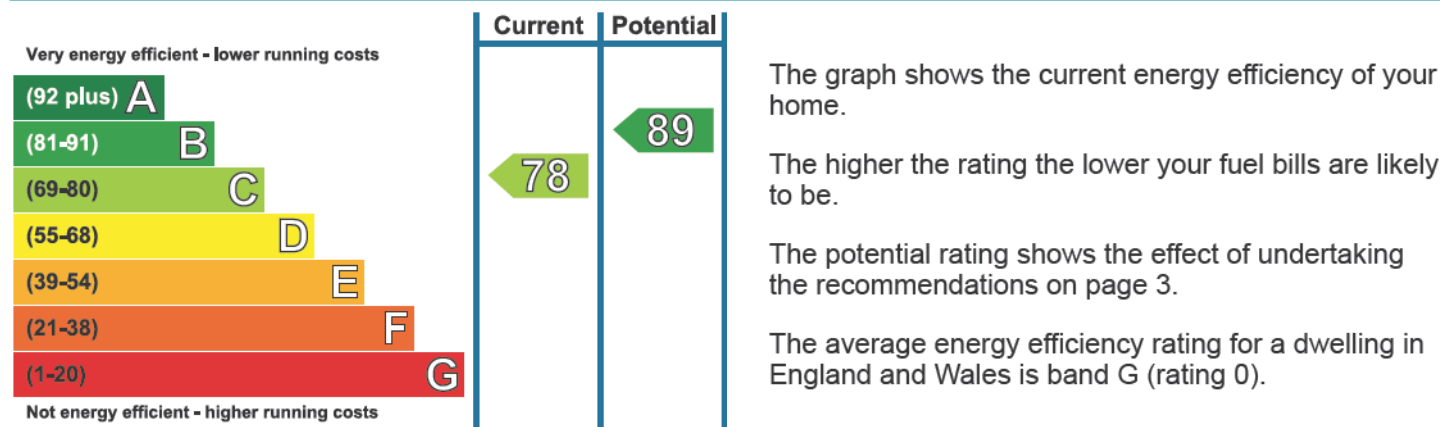 Current Potential
Very energy efficient - lower running costs
(92 plus) A
(81-91) B
(69-80) C
(55-68) D
(39-54) E
(21-38) F
(1-20) G
Not energy efficient - higher running costs
78
89
The graph shows the current energy efficiency of your
home.
The higher the rating the lower your fuel bills are likely
to be.
The potential rating shows the effect of undertaking
the recommendations on page 3.
The average energy efficiency rating for a dwelling in
England and Wales is band G (rating 0).